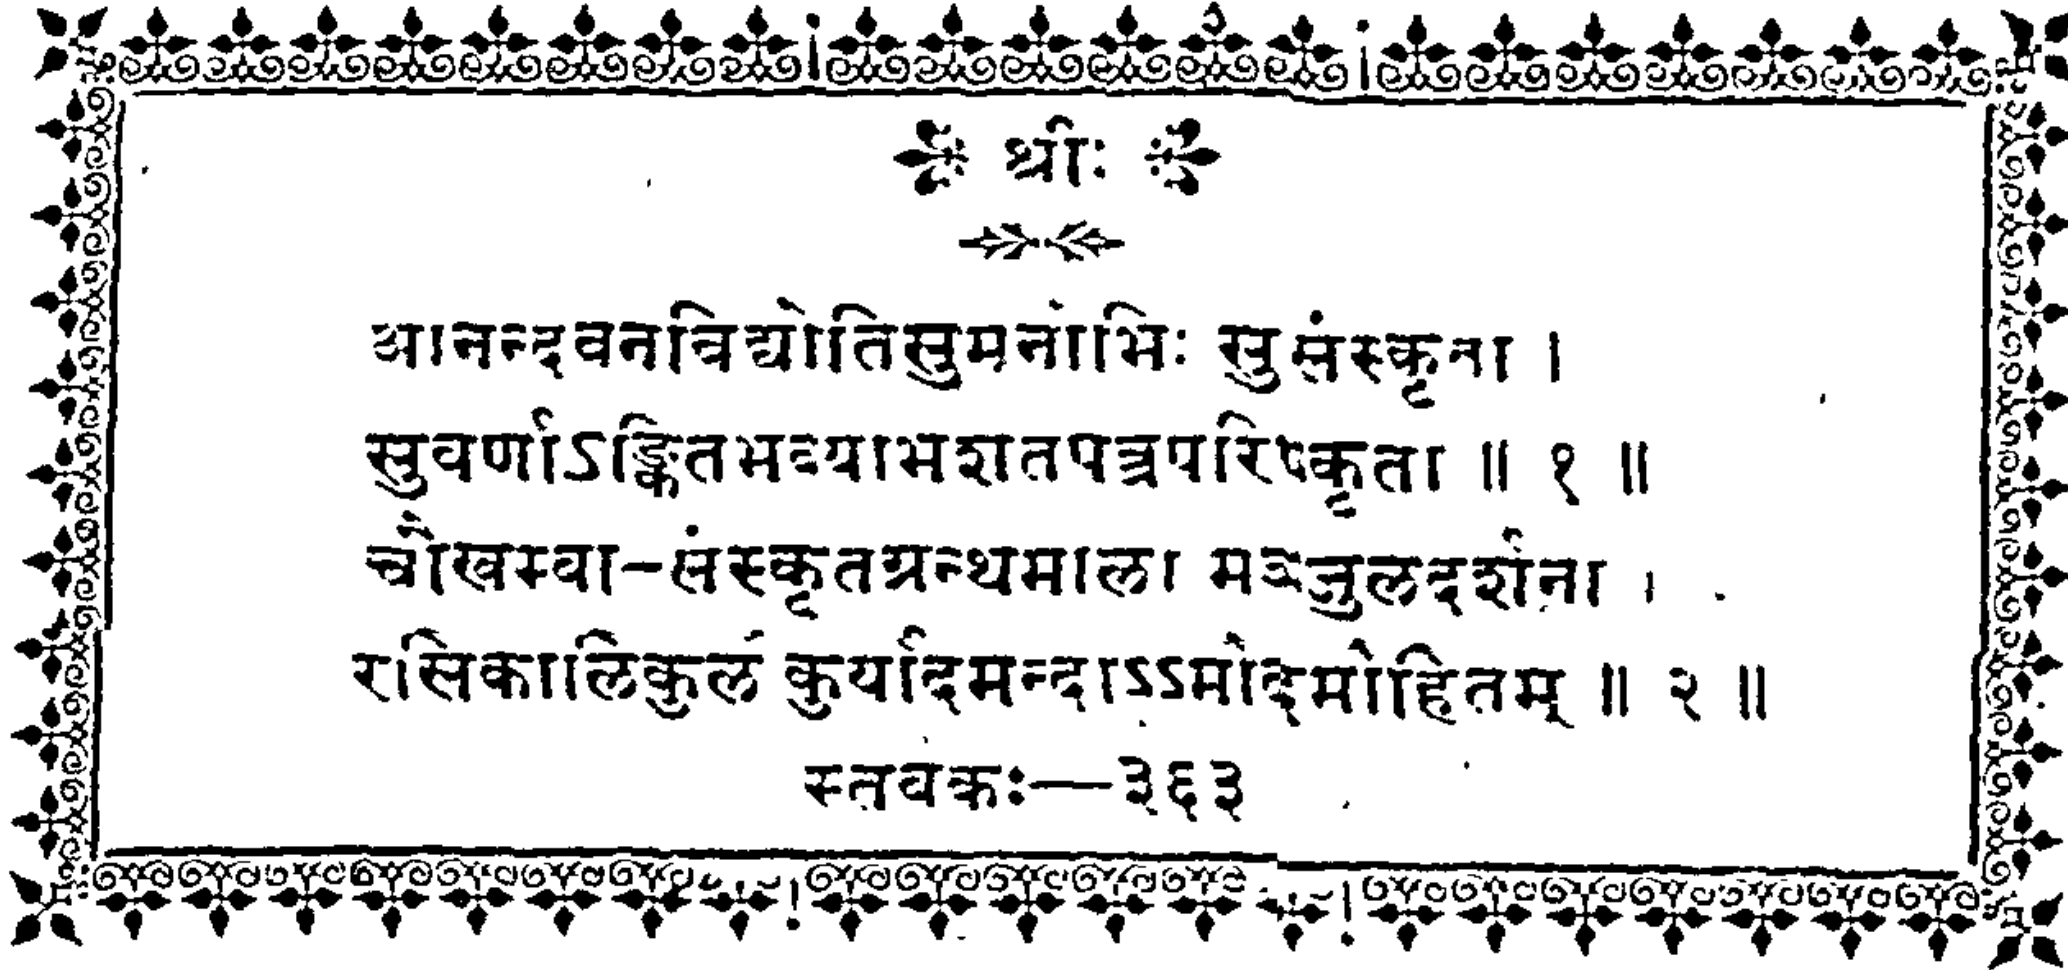 श्रीः
आनन्दवनविद्योतिसुमनोभिः सुसंस्कृता ।
सुवर्णाऽङ्कितभव्याभशतपत्रपरिष्कृता ॥ १ ॥
चौखम्बा-संस्कृतग्रन्थमाला मञ्जुलदर्शना ।
रसिकालिकुलं कुर्यादमन्दाऽऽमोदमोहितम् ॥ २ ॥
स्तवकः—३६३